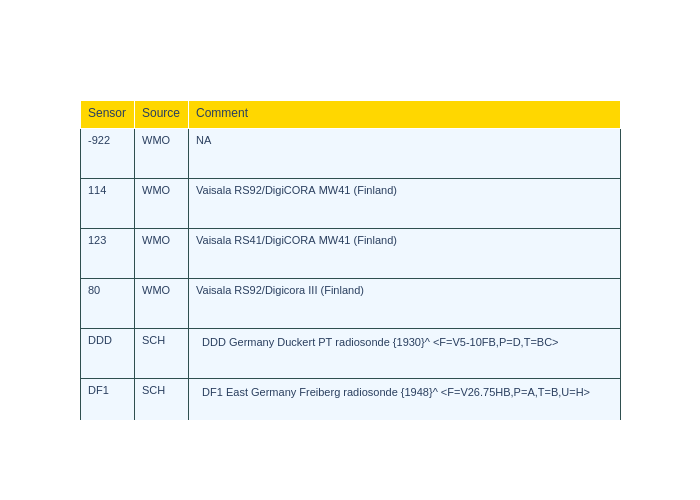 Sensor Source Comment
-922 WMO NA
114 WMO Vaisala RS92/DigiCORA MW41 (Finland)
123 WMO Vaisala RS41/DigiCORA MW41 (Finland)
80 WMO Vaisala RS92/Digicora III (Finland)
DDD SCH DDD Germany Duckert PT radiosonde {1930}^ <F=V5-10FB,P=D,T=BC>
DF1 SCH DF1 East Germany Freiberg radiosonde {1948}^ <F=V26.75HB,P=A,T=B,U=H>